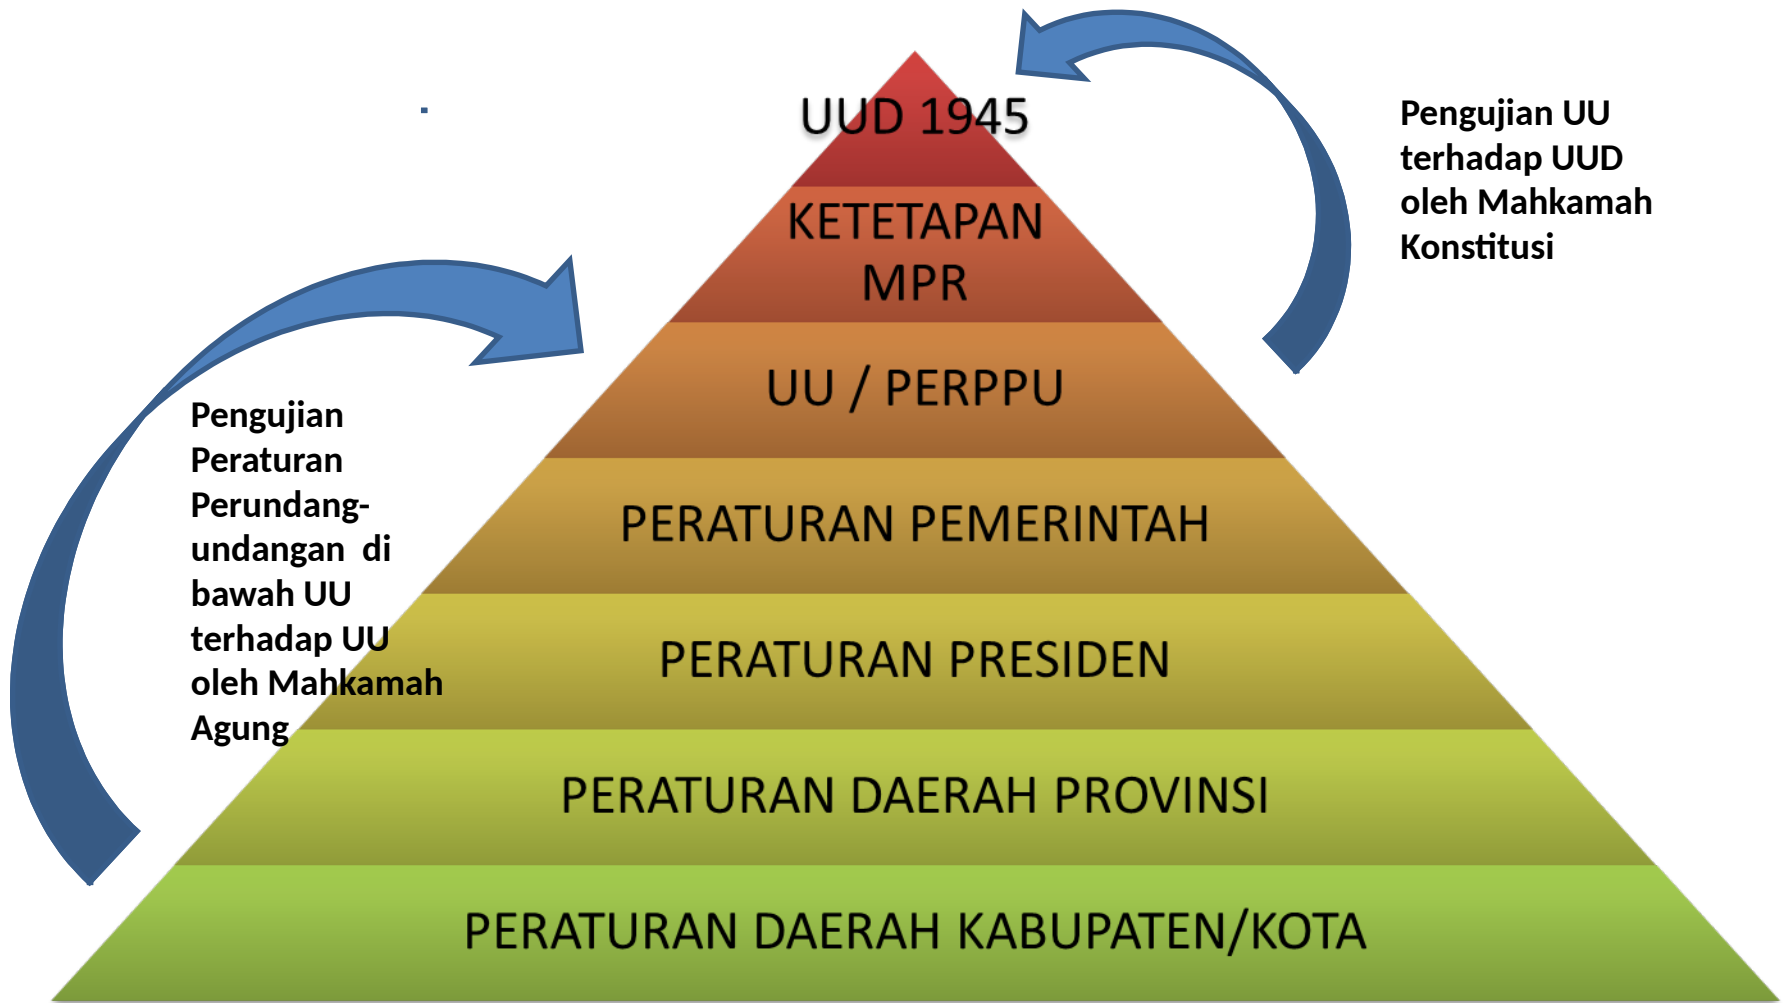 UUD 1945
KETETAPAN
MPR
UU / PERPPU
PERATURAN PEMERINTAH
PERATURAN PRESIDEN
PERATURAN DAERAH PROVINSI
PERATURAN DAERAH KABUPATEN/KOTA
Pengujian UU
terhadap UUD
oleh Mahkamah
Konstitusi
Pengujian
Peraturan
Perundang-
undangan  di
bawah UU
terhadap UU
oleh Mahkamah
Agung